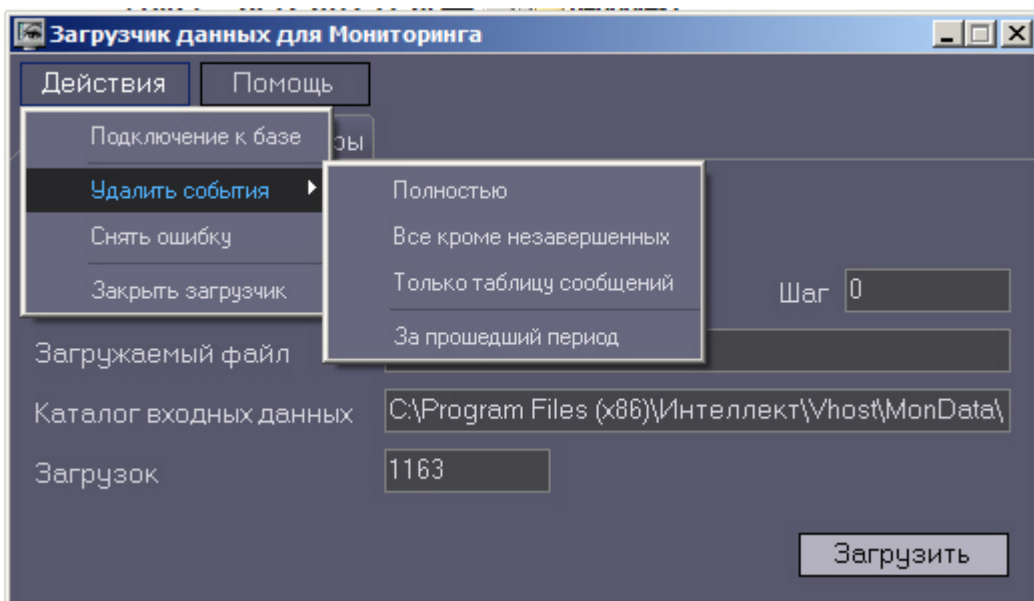 Загрузчик данных для Мониторинга
Действия Помощь
Подключение к базе
ры
Удалить события
Полностью
Снять ошибку
Все кроме незавершенных
Закрыть загрузчик
Только таблицу сообщений
Шаг 0
За прошедший период
Загружаемый файл
Каталог входных данных C:\Program Files (x86)\Интеллект\Vhost\MonData\
Загрузок 1163
Загрузить